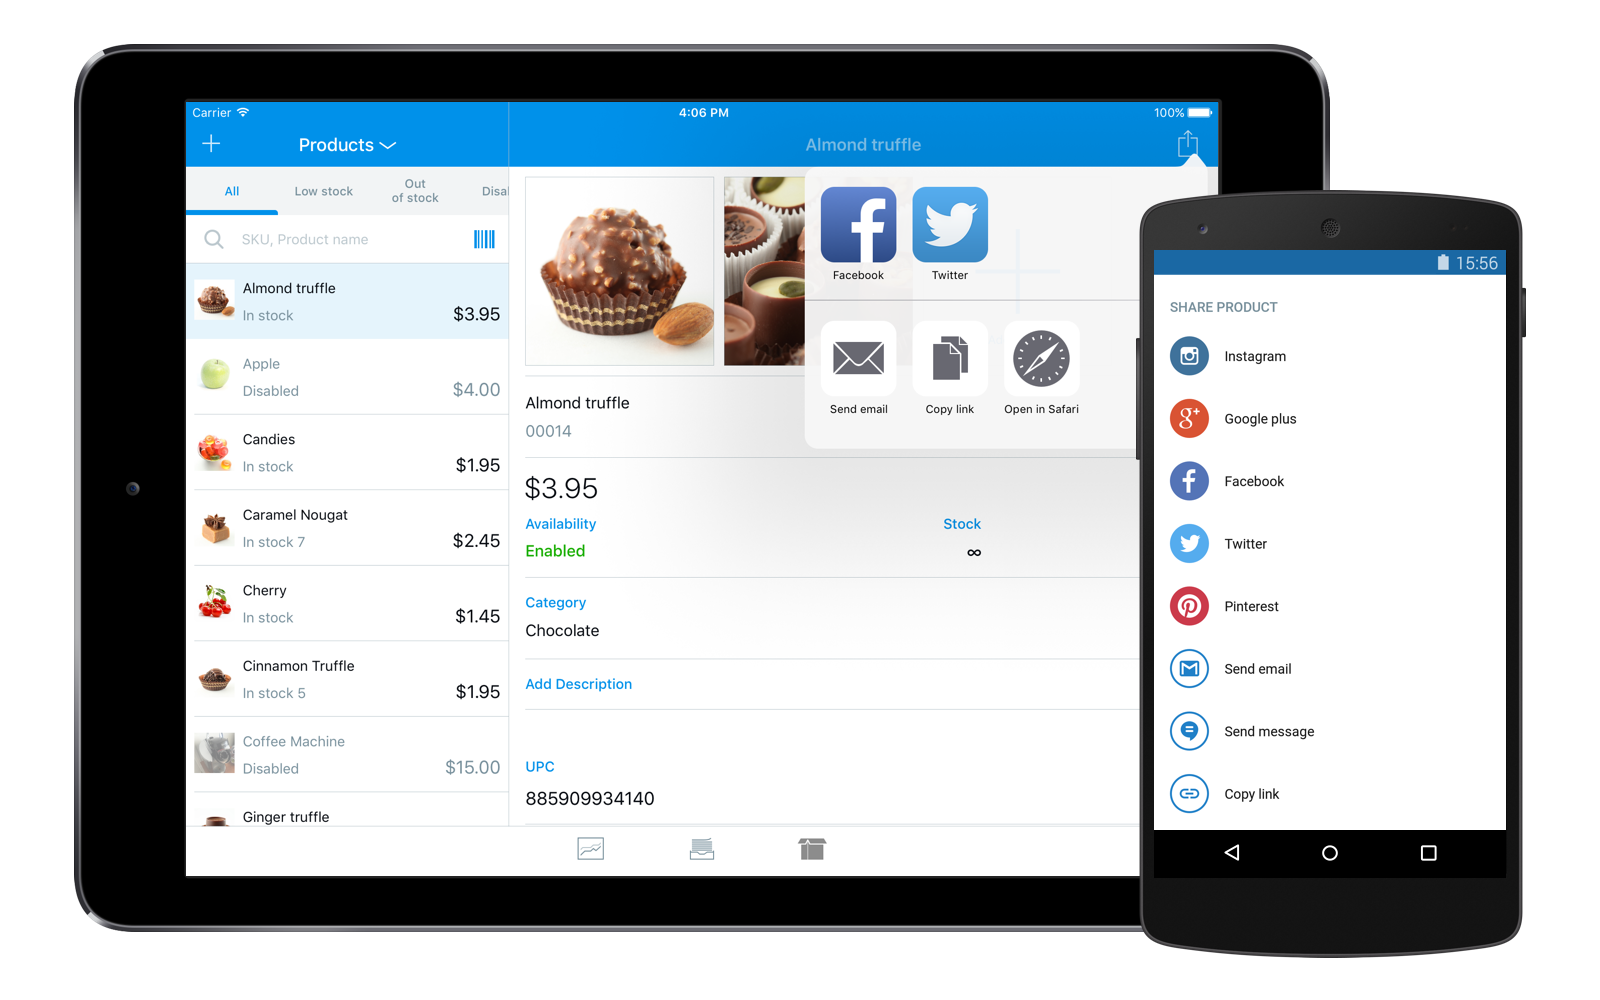 Carrier
4:06 PM
100%
Products
Almond truffle
All
Low stock
Out
of stock
Disal
SKU, Product name
Almond truffle
In stock
$3.95
Apple
Disabled
$4.00
Candies
In stock
$1.95
Caramel Nougat
In stock 7
$2.45
Cherry
In stock
$1.45
Cinnamon Truffle
In stock 5
$1.95
Coffee Machine
Disabled
$15.00
Ginger truffle
Facebook
Twitter
Send email
Copy link
Open in Safari
Almond truffle
00014
$3.95
Availability
Stock
Enabled
∞
Category
Chocolate
Add Description
UPC
885909934140
15:56
SHARE PRODUCT
Instagram
Google plus
Facebook
Twitter
Pinterest
Send email
Send message
Copy link